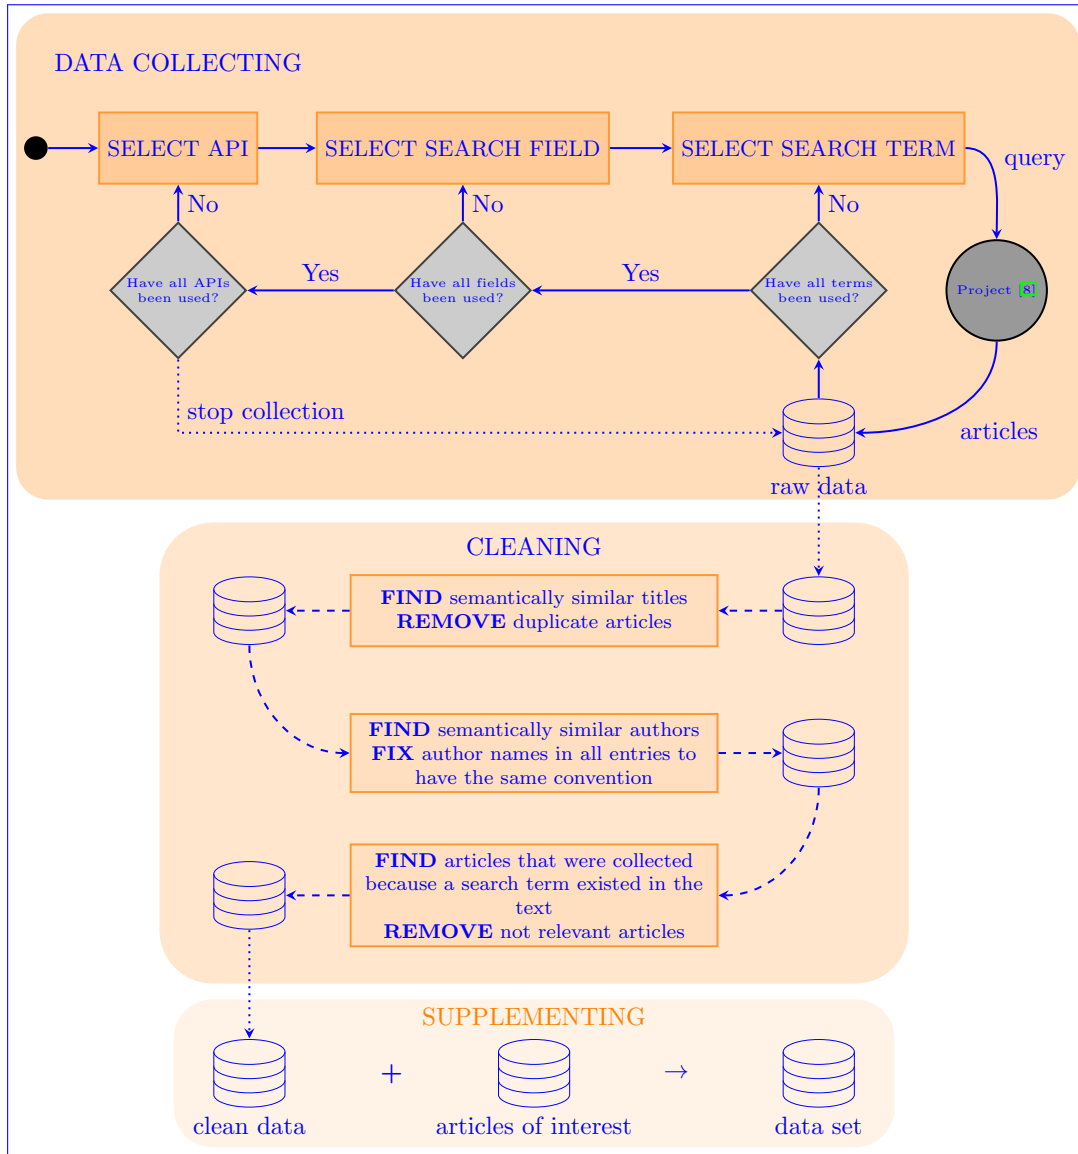 DATA COLLECTING
SELECT API
SELECT SEARCH FIELD
SELECT SEARCH TERM
query
No
No
No
Have all APIs
been used?
Yes
Have all fields
been used?
Yes
Have all terms
been used?
Project [8]
stop collection
articles
raw data
CLEANING
FIND semantically similar titles
REMOVE duplicate articles
FIND semantically similar authors
FIX author names in all entries to
have the same convention
FIND articles that were collected
because a search term existed in the
text
REMOVE not relevant articles
SUPPLEMENTING
+
→
clean data
articles of interest
data set